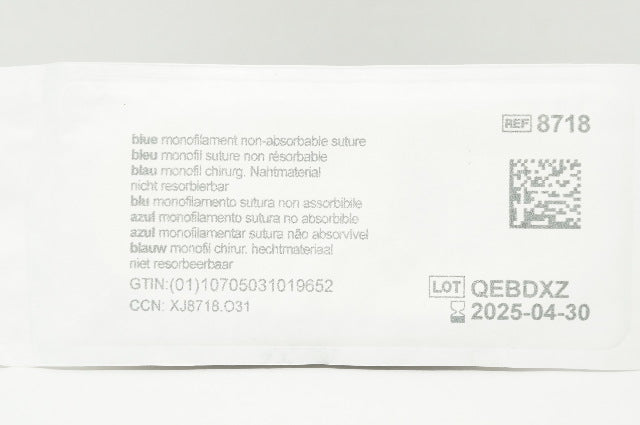 blue monofilament non-absorbable suture
bleu monofil suture non résorbable
blau monofil chirurg. Nahtmaterial
nicht resorbierbar
blu monofilamento sutura non assorbibile
azul monofilamento sutura no absorbible
azul monofilamentar sutura não absorvível
blauw monofil chirur. hechtmateriaal
niet resorbeerbaar
GTIN:(01)10705031019652
CCN: XJ8718.O31
REF 8718
LOT QEBDXZ
2025-04-30